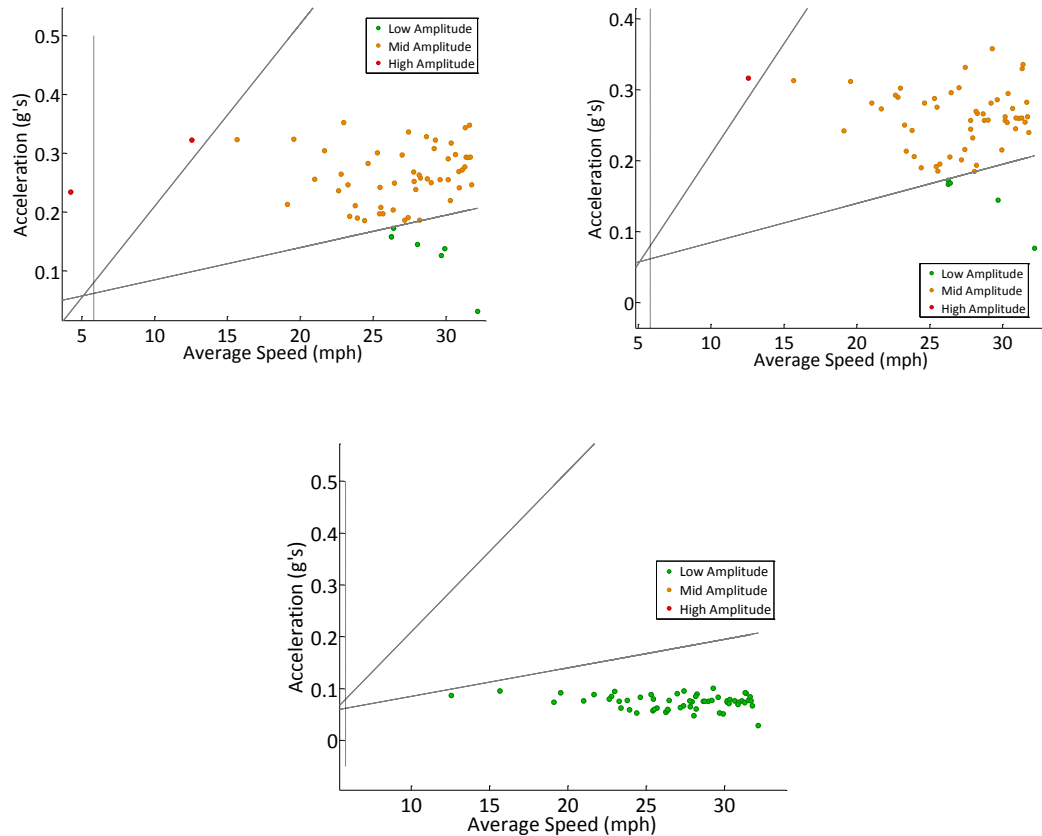 Acceleration (g's)
0.5
0.4
0.3
0.2
0.1
5 10 15 20 25 30
Average Speed (mph)
Low Amplitude
Mid Amplitude
High Amplitude
Acceleration (g's)
0.4
0.3
0.2
0.1
0
5 10 15 20 25 30
Average Speed (mph)
Low Amplitude
Mid Amplitude
High Amplitude
Acceleration (g's)
0.5
0.4
0.3
0.2
0.1
0
10 15 20 25 30
Average Speed (mph)
Low Amplitude
Mid Amplitude
High Amplitude